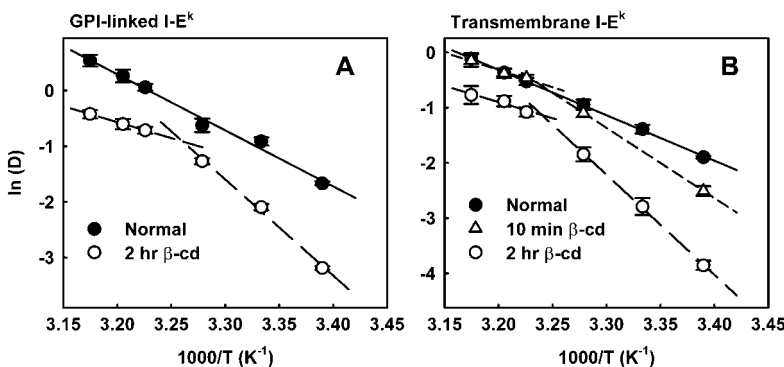 GPI-linked I-Eᵏ
A
ln (D)
0
-1
-2
-3
Normal
2 hr β-cd
3.15 3.20 3.25 3.30 3.35 3.40 3.45
1000/T (K⁻¹)
Transmembrane I-Eᵏ
B
0
-1
-2
-3
-4
Normal
10 min β-cd
2 hr β-cd
3.15 3.20 3.25 3.30 3.35 3.40 3.45
1000/T (K⁻¹)